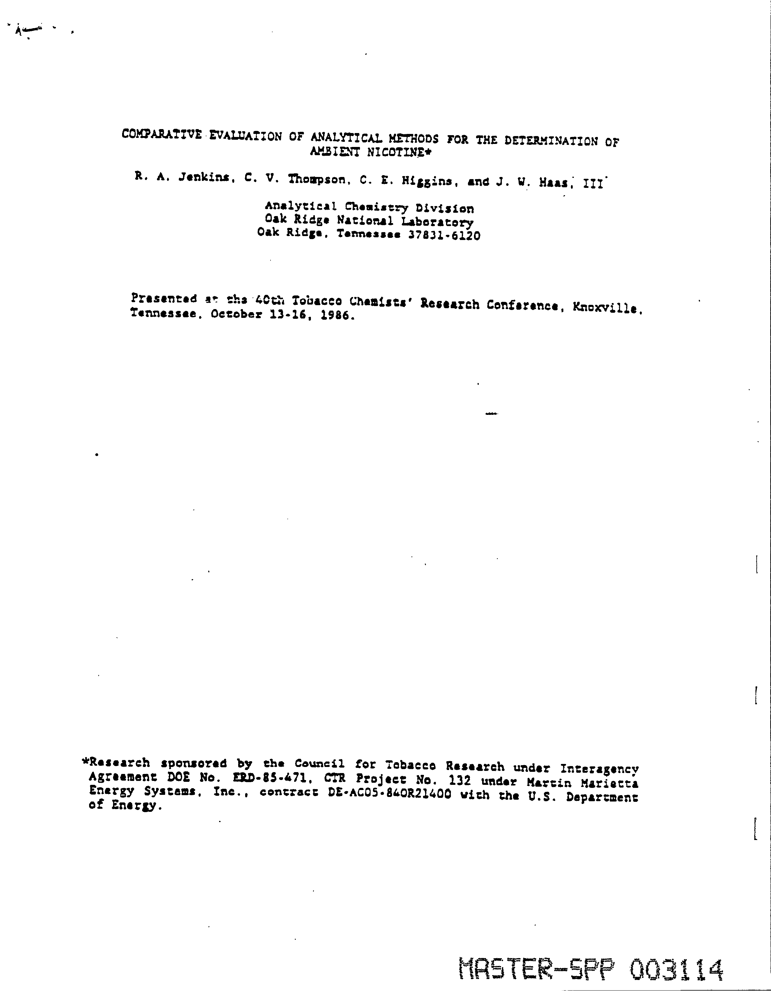 COMPARATIVE EVALUATION OF ANALYTICAL METHODS FOR THE DETERMINATION OF
AMBIENT NICOTINE*
R. A. Jenkins, C. V. Thompson, C. E. Higgins, and J. W. Haas, III
Analytical Chemistry Division
Oak Ridge National Laboratory
Oak Ridge, Tennessee 37831-6120
Presented at the 40th Tobacco Chemists' Research Conference, Knoxville,
Tennessee, October 13-16, 1986.
*Research sponsored by the Council for Tobacco Research under Interagency
Agreement DOE No. ERD-85-471, CTR Project No. 132 under Martin Marietta
Energy Systems, Inc., contract DE-AC05-84OR21400 with the U.S. Department
of Energy.
MASTER-SPP 003114